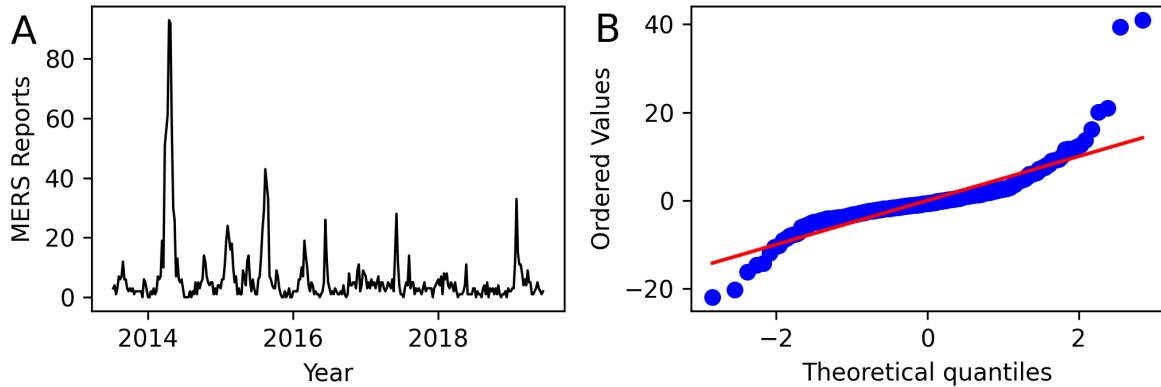 A
MERS Reports
80
60
40
20
0
2014
2016
2018
Year
B
Ordered Values
40
20
0
−20
−2
0
2
Theoretical quantiles